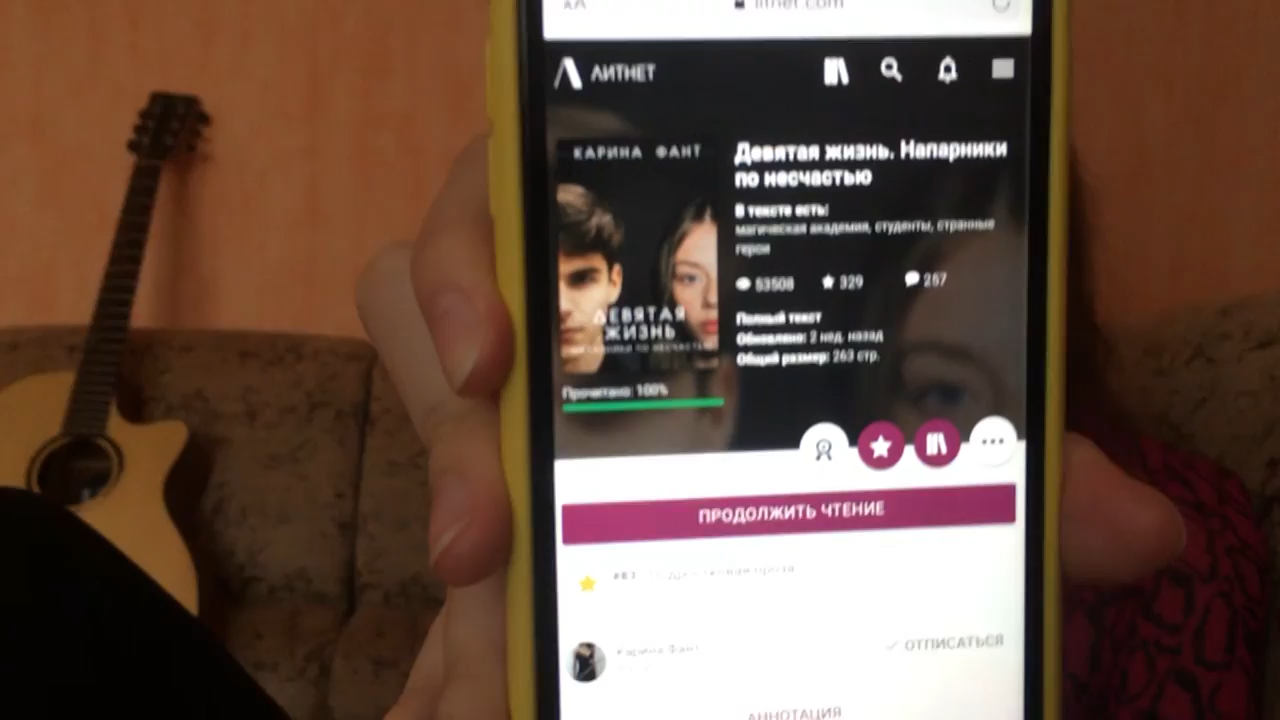 litnet.com
ЛИТНЕТ
КАРИНА ФАНТ
ДЕВЯТАЯ
ЖИЗНЬ
Прочитано: 100%
Девятая жизнь. Напарники
по несчастью
В тексте есть:
магическая академия, студенты, странные
герои
53508 329 257
Полный текст
Обновлено: 2 нед. назад
Общий размер: 263 стр.
ПРОДОЛЖИТЬ ЧТЕНИЕ
Карина Фант
ОТПИСАТЬСЯ
АННОТАЦИЯ